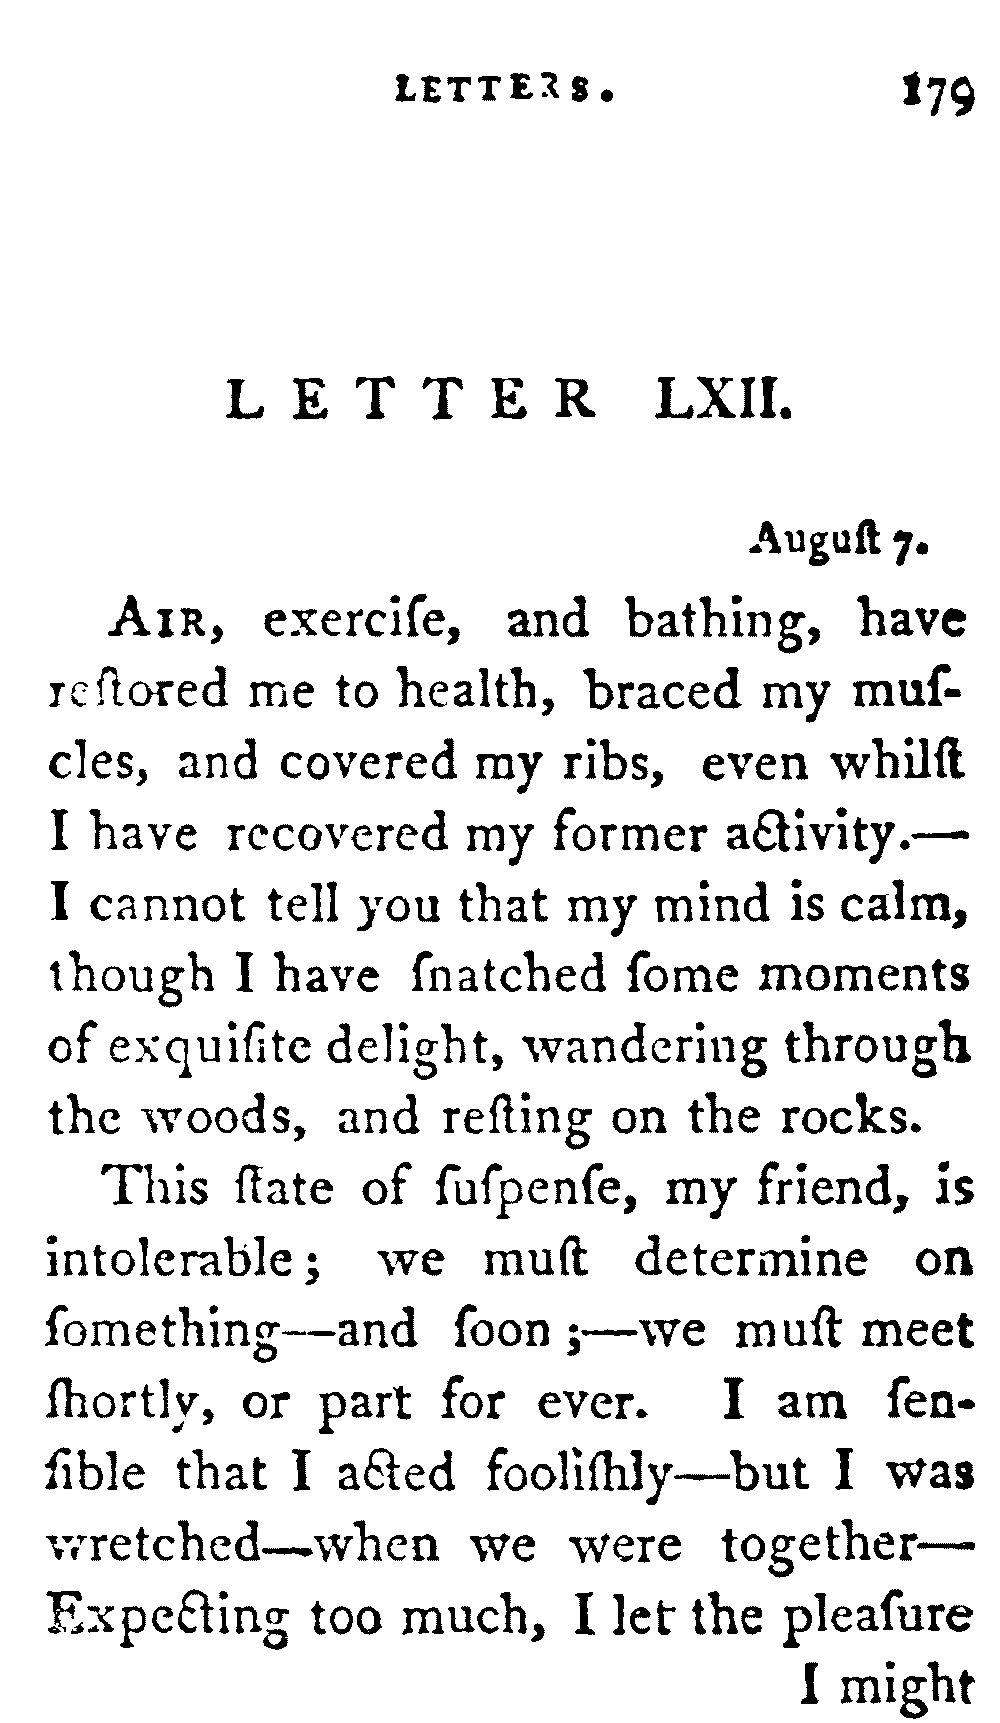 LETTERS. 179
LETTER LXII.
Auguſt 7.
AIR, exerciſe, and bathing, have
reſtored me to health, braced my muſ-
cles, and covered my ribs, even whilſt
I have recovered my former activity.—
I cannot tell you that my mind is calm,
though I have ſnatched ſome moments
of exquiſite delight, wandering through
the woods, and reſting on the rocks.
This ſtate of ſuſpenſe, my friend, is
intolerable; we muſt determine on
ſomething—and ſoon;—we muſt meet
ſhortly, or part for ever. I am ſen-
ſible that I acted fooliſhly—but I was
wretched—when we were together—
Expecting too much, I let the pleaſure
I might